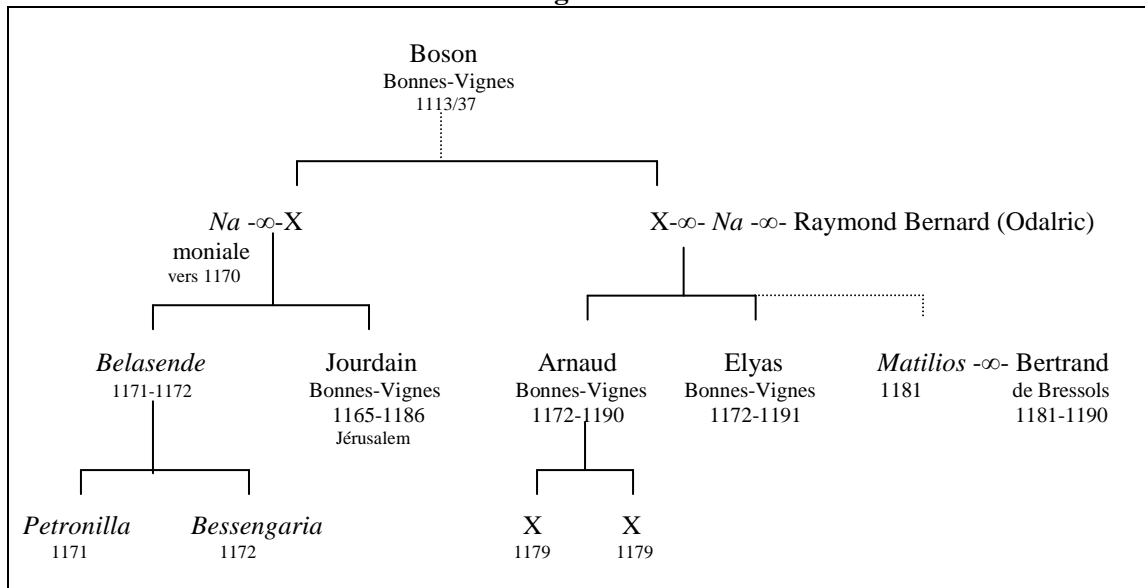 Boson
Bonnes-Vignes
1113/37
Na -∞-X
moniale
vers 1170
X-∞- Na -∞- Raymond Bernard (Odalric)
Belasende
1171-1172
Jourdain
Bonnes-Vignes
1165-1186
Jérusalem
Arnaud
Bonnes-Vignes
1172-1190
Elyas
Bonnes-Vignes
1172-1191
Matilios -∞- Bertrand
1181
de Bressols
1181-1190
Petronilla
1171
Bessengaria
1172
X
1179
X
1179